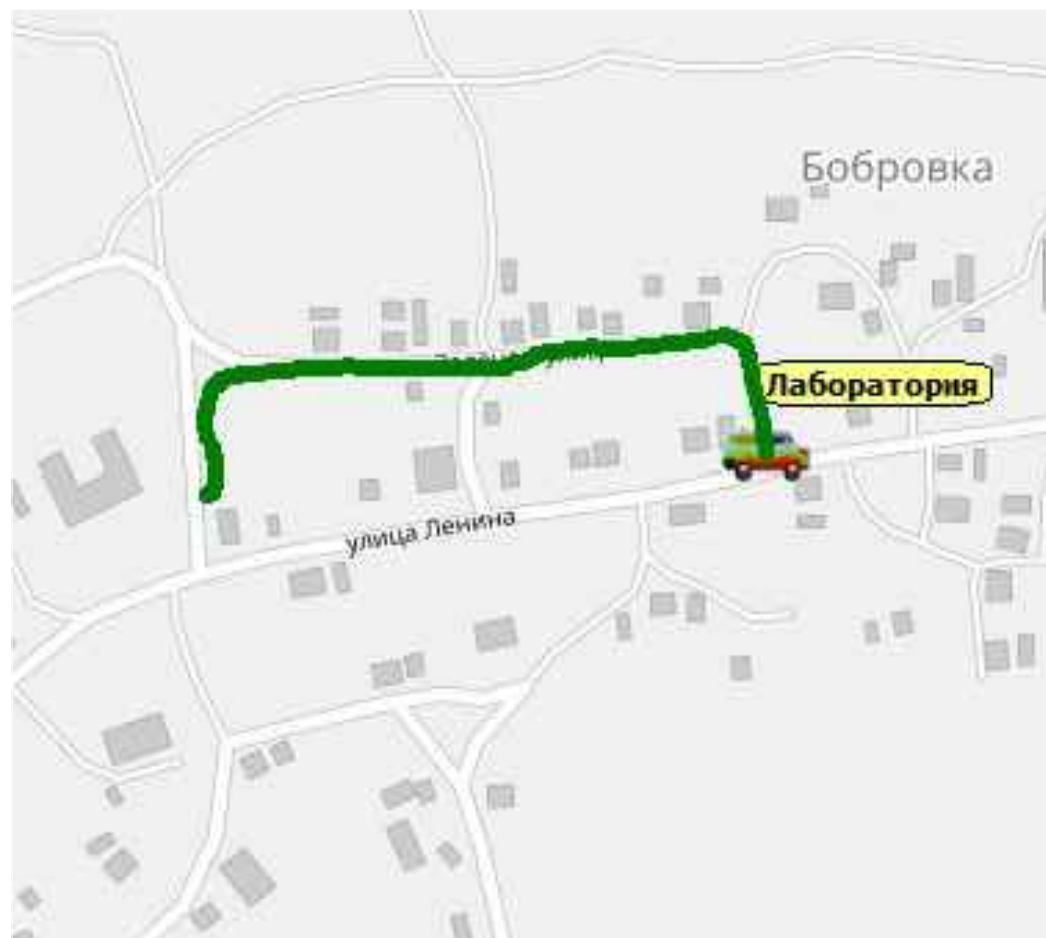 Бобровка
Лаборатория
улица Ленина